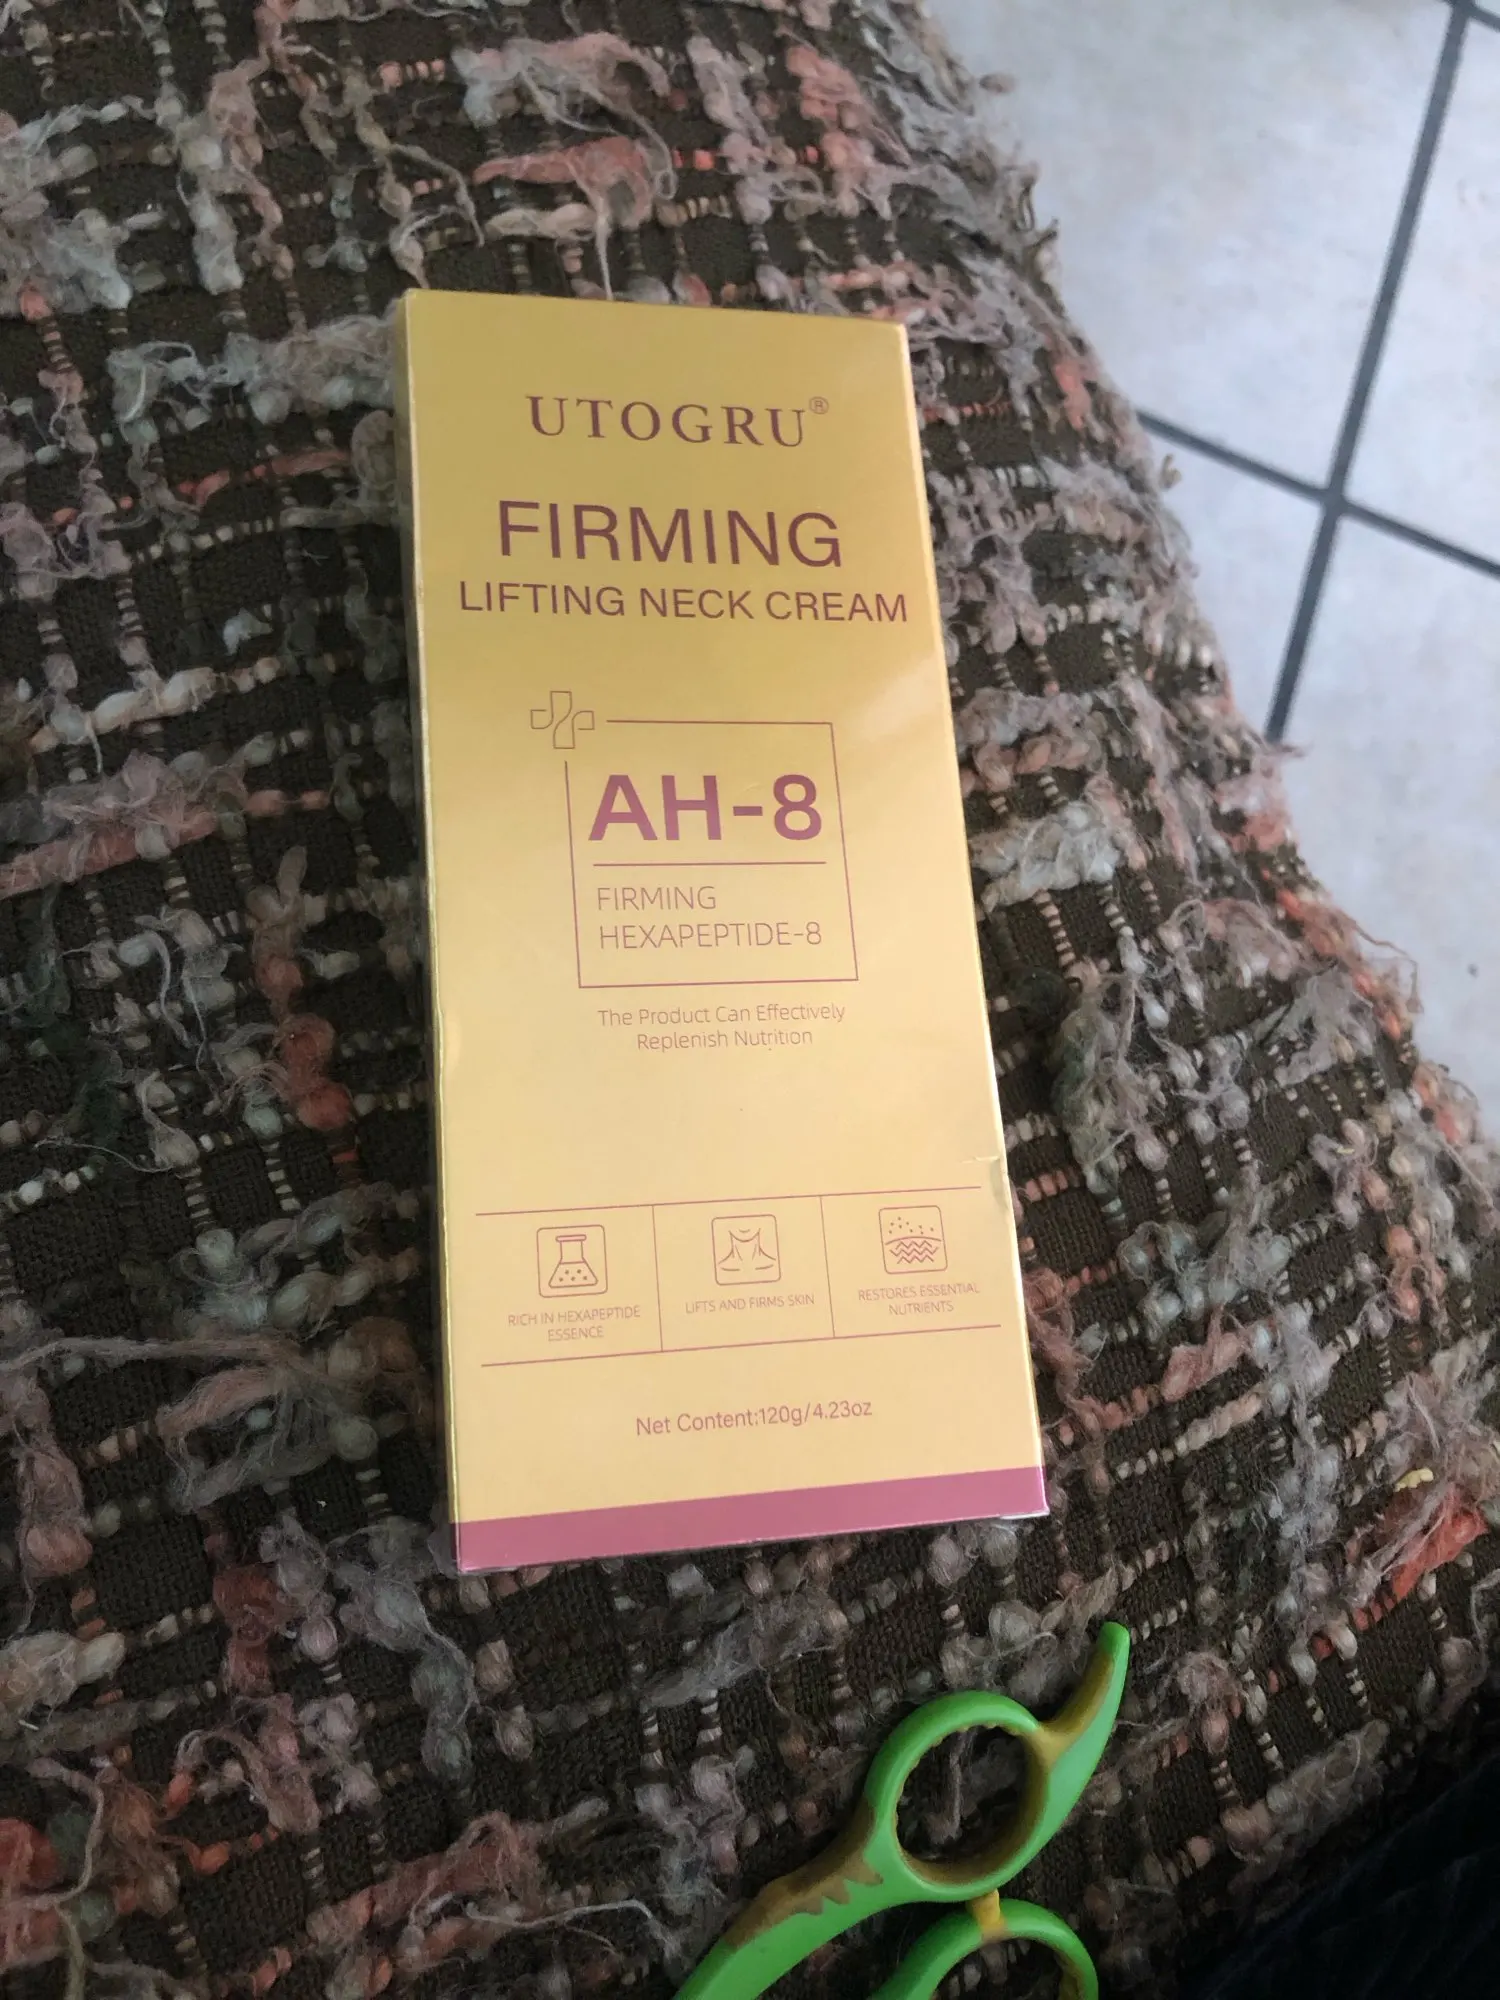 UTOGRU®
FIRMING
LIFTING NECK CREAM
AH-8
FIRMING
HEXAPEPTIDE-8
The Product Can Effectively
Replenish Nutrition
RICH IN HEXAPEPTIDE
ESSENCE
LIFTS AND FIRMS SKIN
RESTORES ESSENTIAL
NUTRIENTS
Net Content:120g/4.23oz